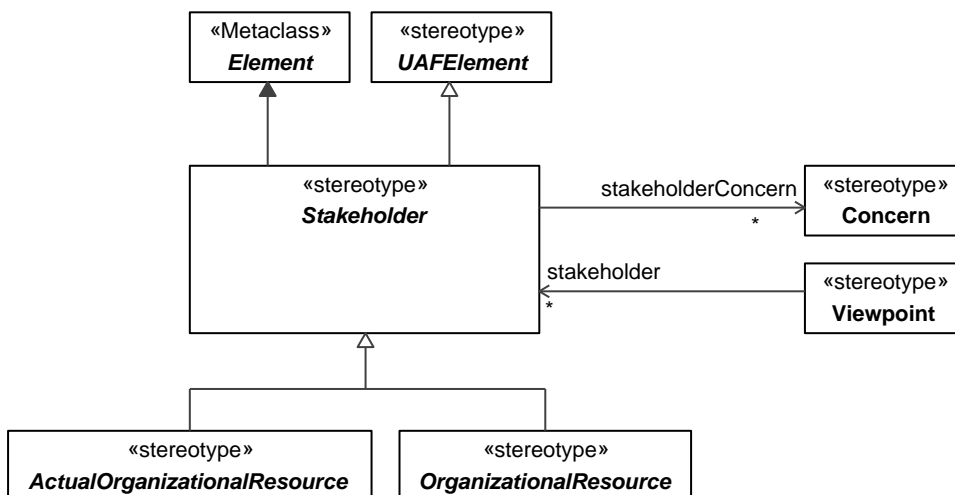 «Metaclass»
Element
«stereotype»
UAFElement
«stereotype»
Stakeholder
stakeholderConcern
*
«stereotype»
Concern
stakeholder
*
«stereotype»
Viewpoint
«stereotype»
ActualOrganizationalResource
«stereotype»
OrganizationalResource